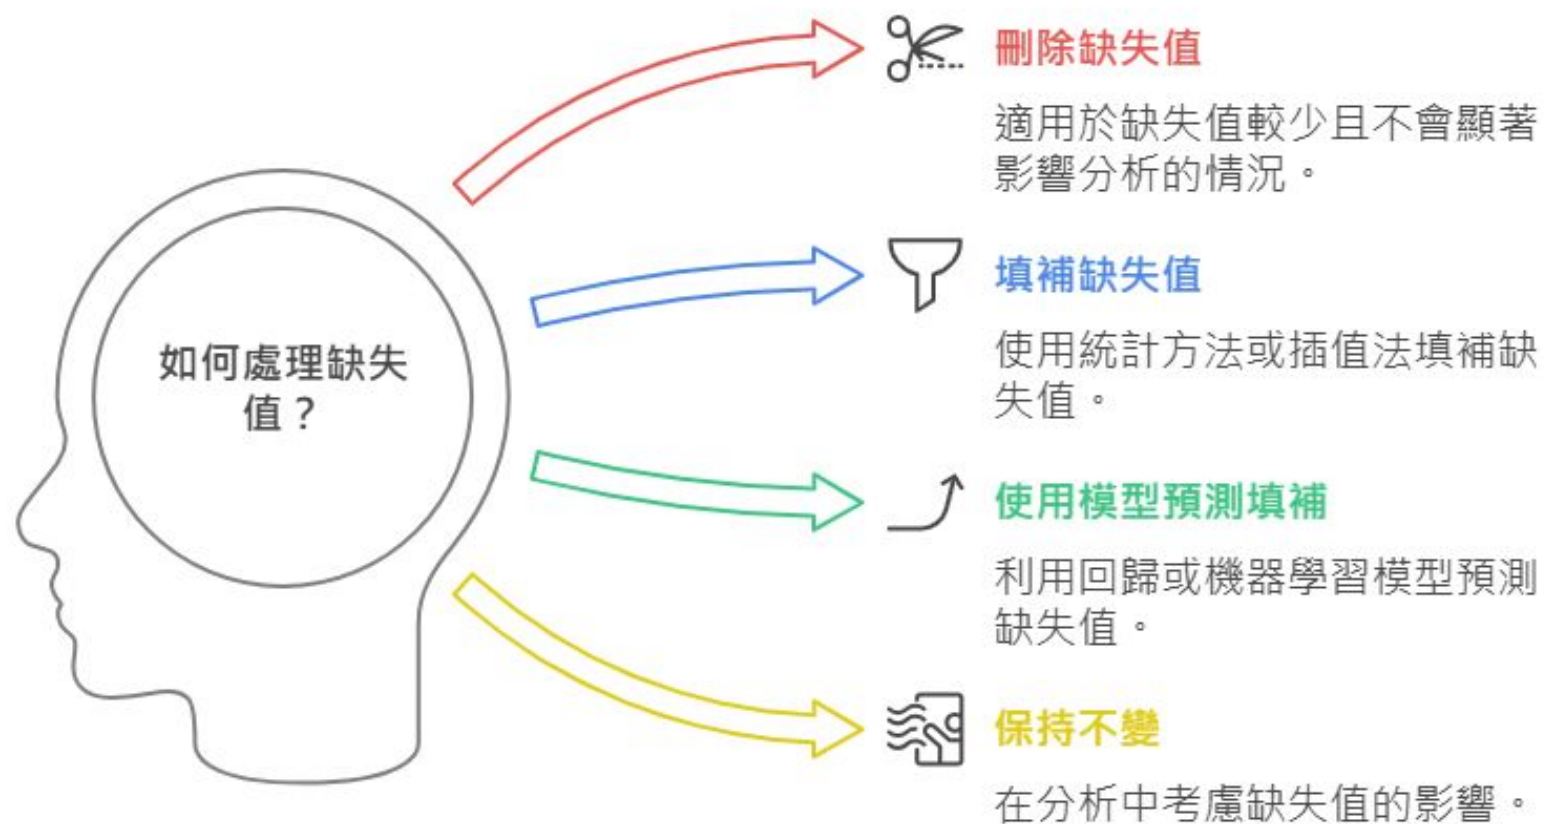 如何處理缺失
值？
刪除缺失值
適用於缺失值較少且不會顯著
影響分析的情況。
填補缺失值
使用統計方法或插值法填補缺
失值。
使用模型預測填補
利用回歸或機器學習模型預測
缺失值。
保持不變
在分析中考慮缺失值的影響。